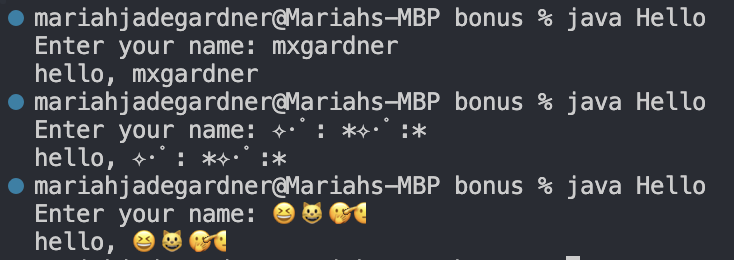 mariahjadegardner@Mariahs-MBP bonus % java Hello
Enter your name: mxgardner
hello, mxgardner
mariahjadegardner@Mariahs-MBP bonus % java Hello
Enter your name: ✧･ﾟ: *✧･ﾟ:*
hello, ✧･ﾟ: *✧･ﾟ:*
mariahjadegardner@Mariahs-MBP bonus % java Hello
Enter your name: 😆😺🫣
hello, 😆😺🫣